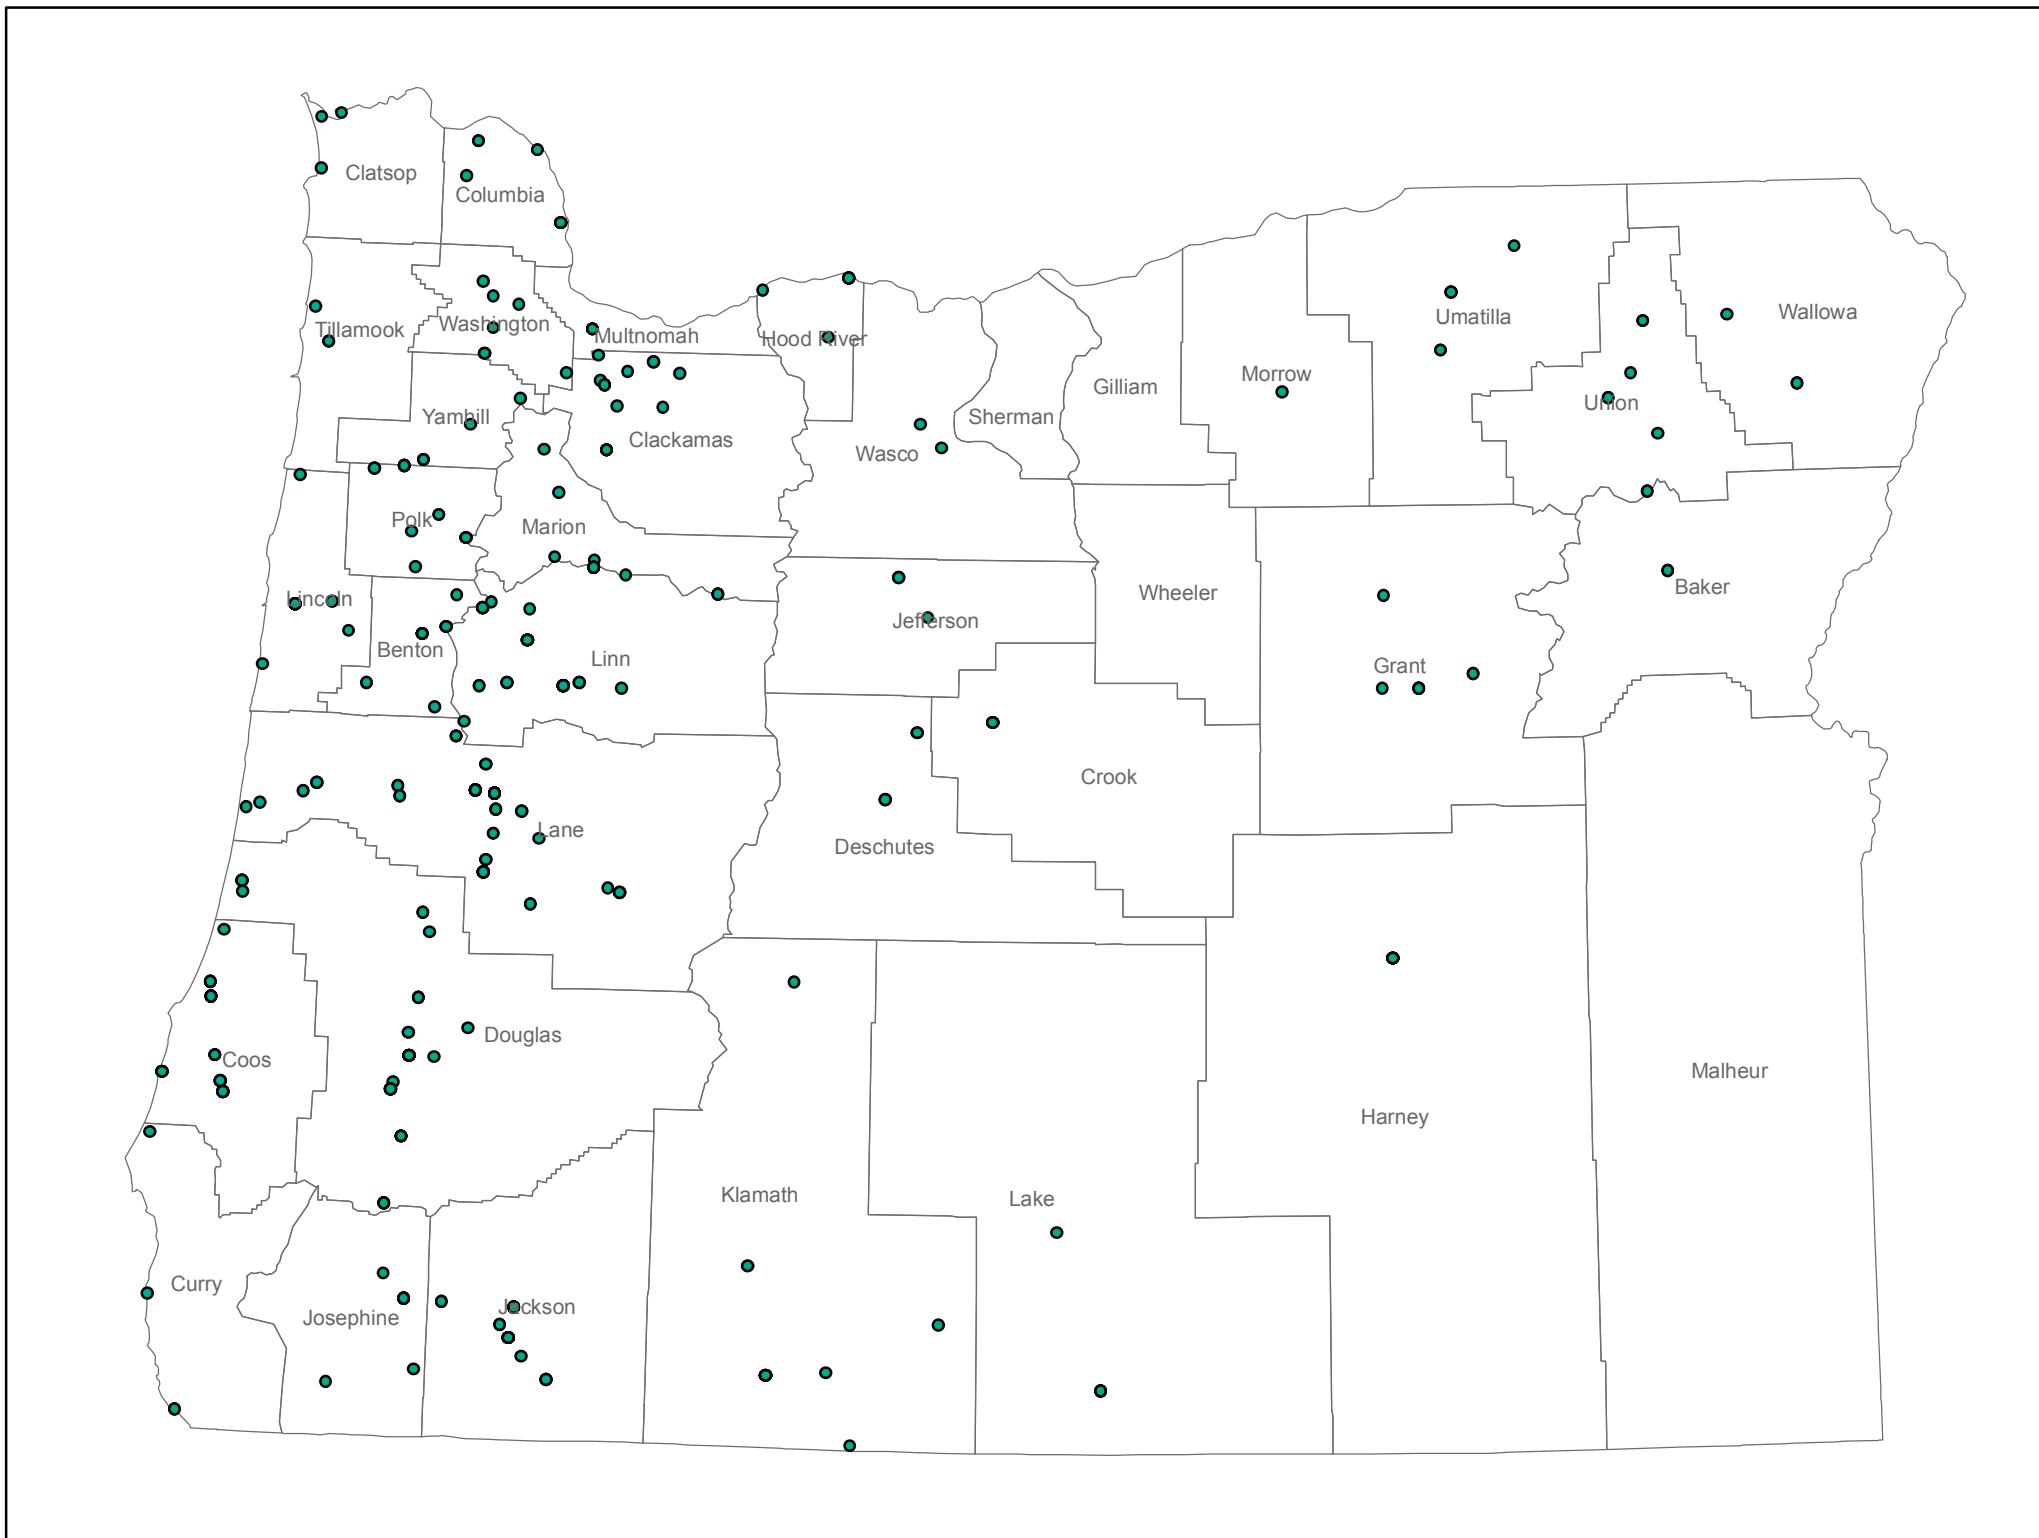 Clatsop
Columbia
Tillamook
Washington
Multnomah
Hood River
Umatilla
Wallowa
Gilliam
Morrow
Union
Yamhill
Clackamas
Sherman
Wasco
Polk
Marion
Lincoln
Jefferson
Wheeler
Baker
Benton
Linn
Grant
Crook
Lane
Deschutes
Douglas
Coos
Malheur
Harney
Klamath
Lake
Curry
Josephine
Jackson